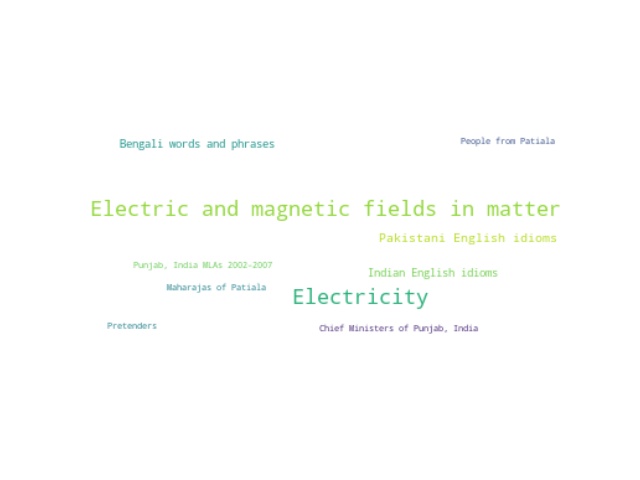 Bengali words and phrases
People from Patiala
Electric and magnetic fields in matter
Pakistani English idioms
Punjab, India MLAs 2002–2007
Indian English idioms
Maharajas of Patiala
Electricity
Pretenders
Chief Ministers of Punjab, India